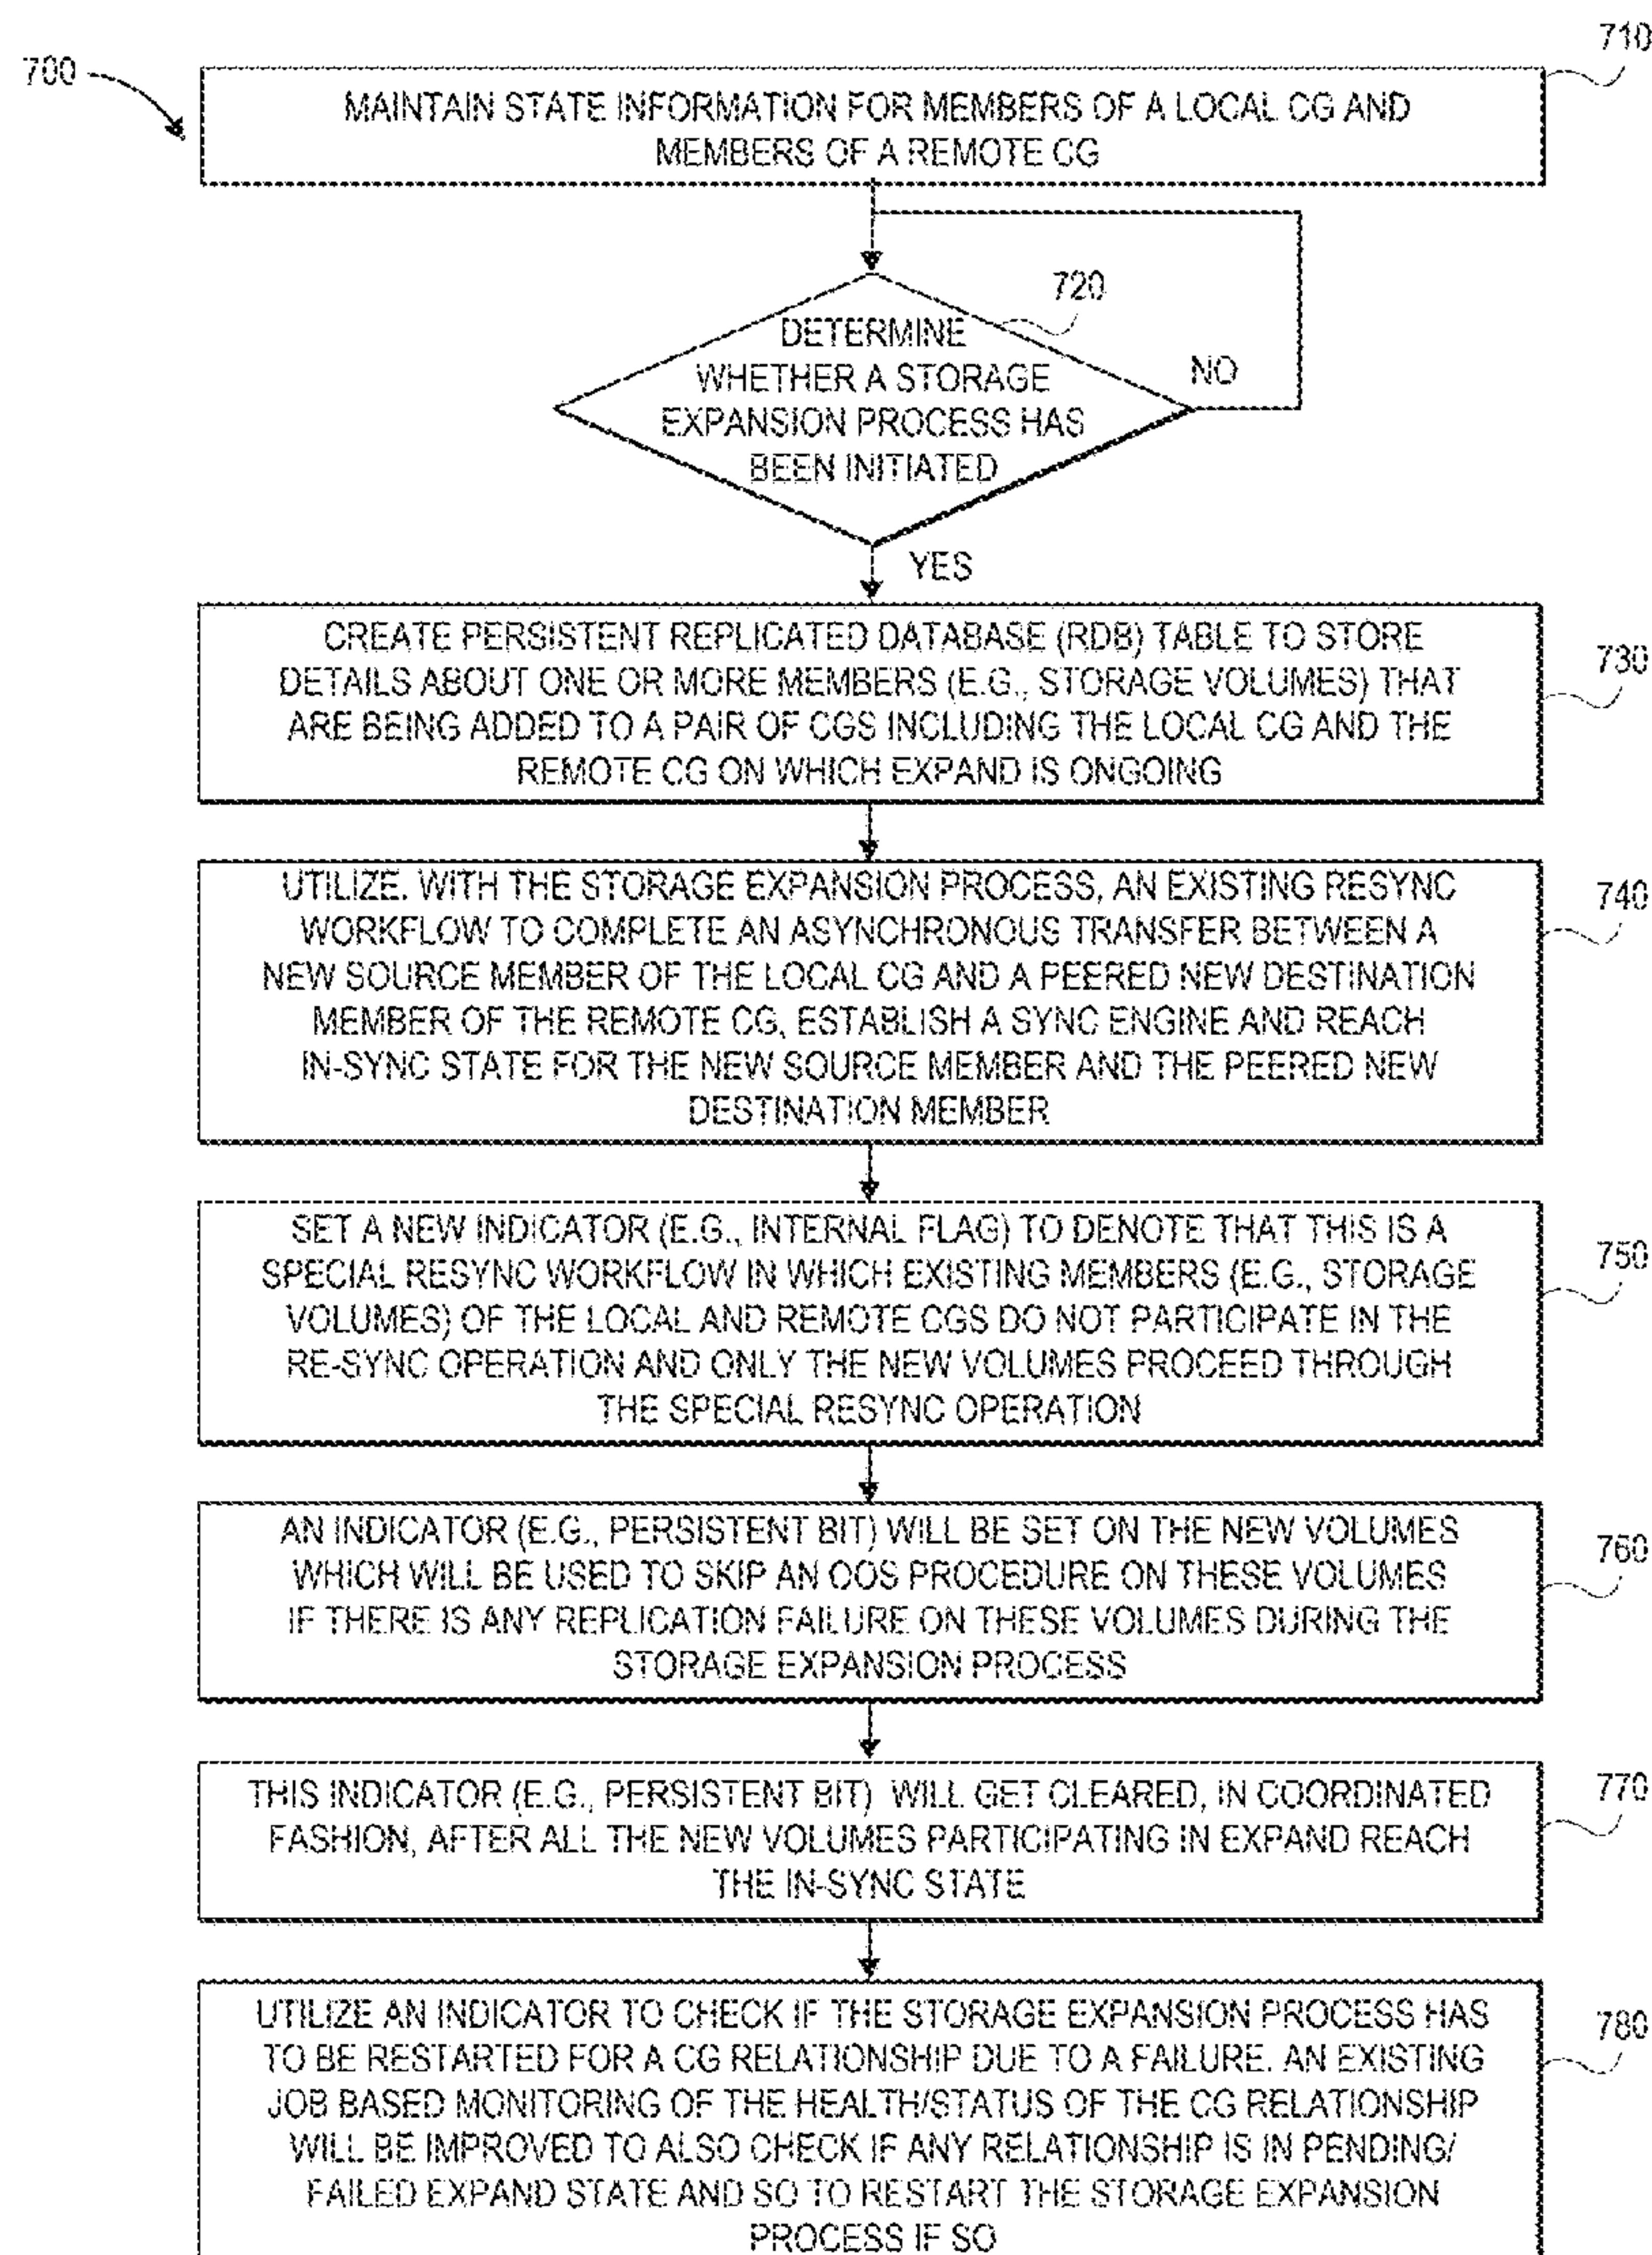 710
700
MAINTAIN STATE INFORMATION FOR MEMBERS OF A LOCAL CG AND
MEMBERS OF A REMOTE CG
720
DETERMINE
WHETHER A STORAGE
EXPANSION PROCESS HAS
BEEN INITIATED
NO
YES
CREATE PERSISTENT REPLICATED DATABASE (RDB) TABLE TO STORE
DETAILS ABOUT ONE OR MORE MEMBERS (E.G., STORAGE VOLUMES) THAT
ARE BEING ADDED TO A PAIR OF CGS INCLUDING THE LOCAL CG AND THE
REMOTE CG ON WHICH EXPAND IS ONGOING
730
UTILIZE. WITH THE STORAGE EXPANSION PROCESS, AN EXISTING RESYNC
WORKFLOW TO COMPLETE AN ASYNCHRONOUS TRANSFER BETWEEN A
NEW SOURCE MEMBER OF THE LOCAL CG AND A PEERED NEW DESTINATION
MEMBER OF THE REMOTE CG, ESTABLISH A SYNC ENGINE AND REACH
IN-SYNC STATE FOR THE NEW SOURCE MEMBER AND THE PEERED NEW
DESTINATION MEMBER
740
SET A NEW INDICATOR (E.G., INTERNAL FLAG) TO DENOTE THAT THIS IS A
SPECIAL RESYNC WORKFLOW IN WHICH EXISTING MEMBERS (E.G., STORAGE
VOLUMES) OF THE LOCAL AND REMOTE CGS DO NOT PARTICIPATE IN THE
RE-SYNC OPERATION AND ONLY THE NEW VOLUMES PROCEED THROUGH
THE SPECIAL RESYNC OPERATION
750
AN INDICATOR (E.G., PERSISTENT BIT) WILL BE SET ON THE NEW VOLUMES
WHICH WILL BE USED TO SKIP AN OOS PROCEDURE ON THESE VOLUMES
IF THERE IS ANY REPLICATION FAILURE ON THESE VOLUMES DURING THE
STORAGE EXPANSION PROCESS
760
THIS INDICATOR (E.G., PERSISTENT BIT) WILL GET CLEARED, IN COORDINATED
FASHION, AFTER ALL THE NEW VOLUMES PARTICIPATING IN EXPAND REACH
THE IN-SYNC STATE
770
UTILIZE AN INDICATOR TO CHECK IF THE STORAGE EXPANSION PROCESS HAS
TO BE RESTARTED FOR A CG RELATIONSHIP DUE TO A FAILURE. AN EXISTING
JOB BASED MONITORING OF THE HEALTH/STATUS OF THE CG RELATIONSHIP
WILL BE IMPROVED TO ALSO CHECK IF ANY RELATIONSHIP IS IN PENDING/
FAILED EXPAND STATE AND SO TO RESTART THE STORAGE EXPANSION
PROCESS IF SO
780